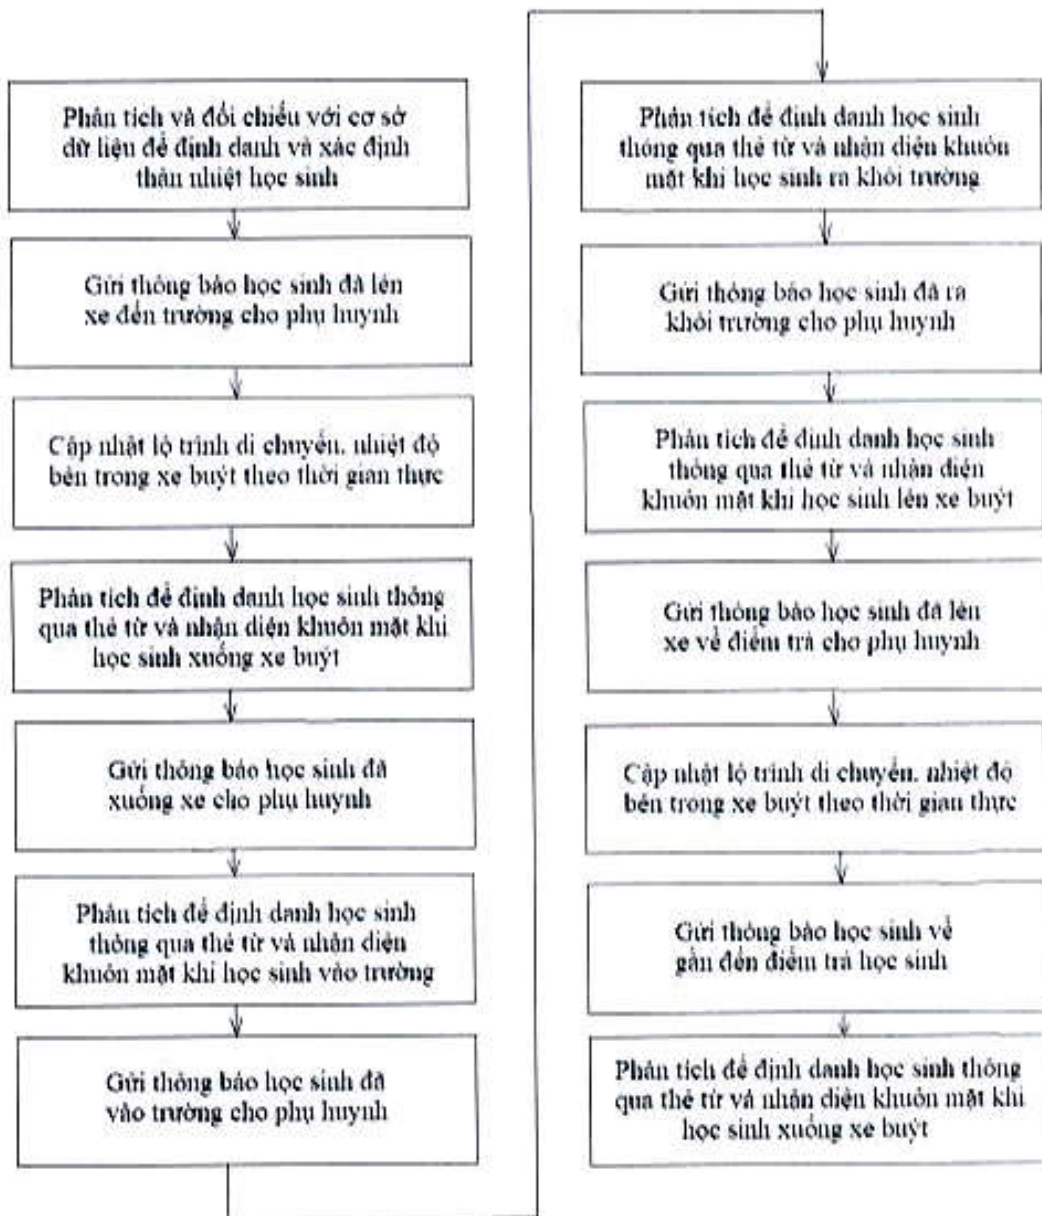 Phân tích và đối chiếu với cơ sở
dữ liệu để định danh và xác định
thân nhiệt học sinh
Gửi thông báo học sinh đã lên
xe đến trường cho phụ huynh
Cập nhật lộ trình di chuyển, nhiệt độ
bên trong xe buýt theo thời gian thực
Phân tích để định danh học sinh thông
qua thẻ từ và nhận diện khuôn mặt khi
học sinh xuống xe buýt
Gửi thông báo học sinh đã
xuống xe cho phụ huynh
Phân tích để định danh học sinh
thông qua thẻ từ và nhận diện
khuôn mặt khi học sinh vào trường
Gửi thông báo học sinh đã
vào trường cho phụ huynh
Phân tích để định danh học sinh
thông qua thẻ từ và nhận diện khuôn
mặt khi học sinh ra khỏi trường
Gửi thông báo học sinh đã ra
khỏi trường cho phụ huynh
Phân tích để định danh học sinh
thông qua thẻ từ và nhận diện
khuôn mặt khi học sinh lên xe buýt
Gửi thông báo học sinh đã lên
xe về điểm trả cho phụ huynh
Cập nhật lộ trình di chuyển, nhiệt độ
bên trong xe buýt theo thời gian thực
Gửi thông báo học sinh về
gần đến điểm trả học sinh
Phân tích để định danh học sinh thông
qua thẻ từ và nhận diện khuôn mặt khi
học sinh xuống xe buýt